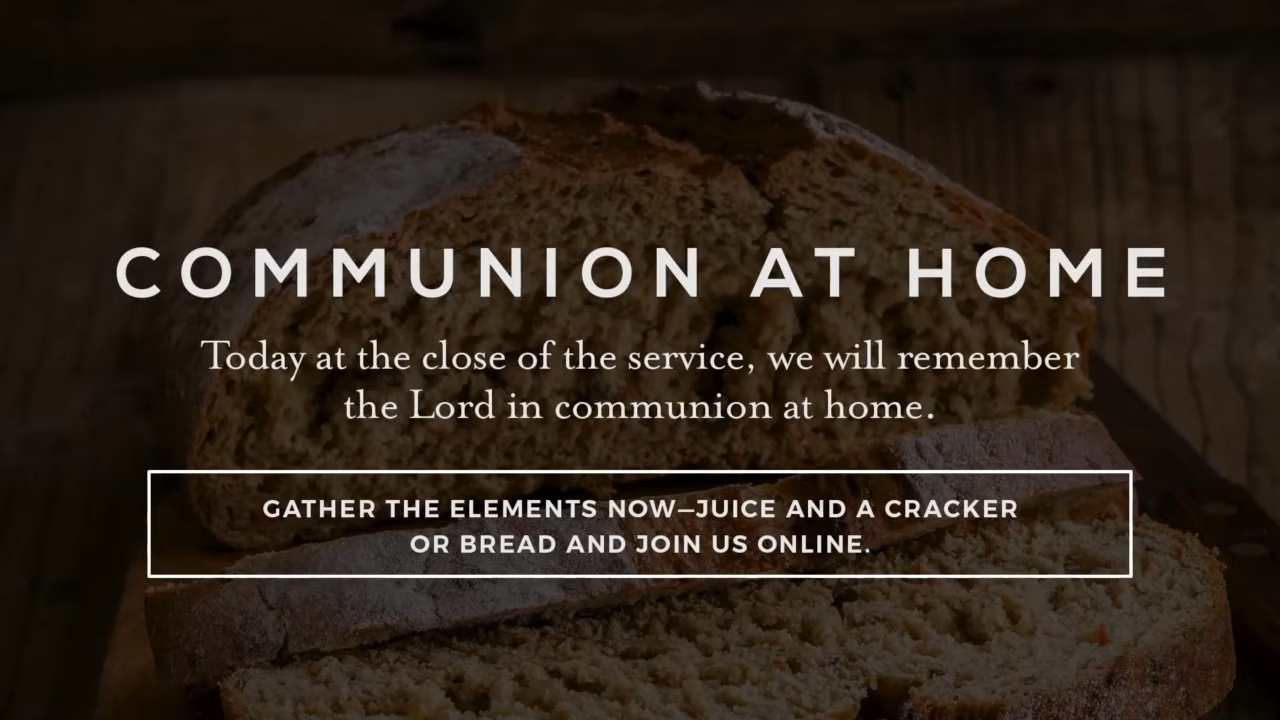 COMMUNION AT HOME
Today at the close of the service, we will remember
the Lord in communion at home.
GATHER THE ELEMENTS NOW—JUICE AND A CRACKER
OR BREAD AND JOIN US ONLINE.